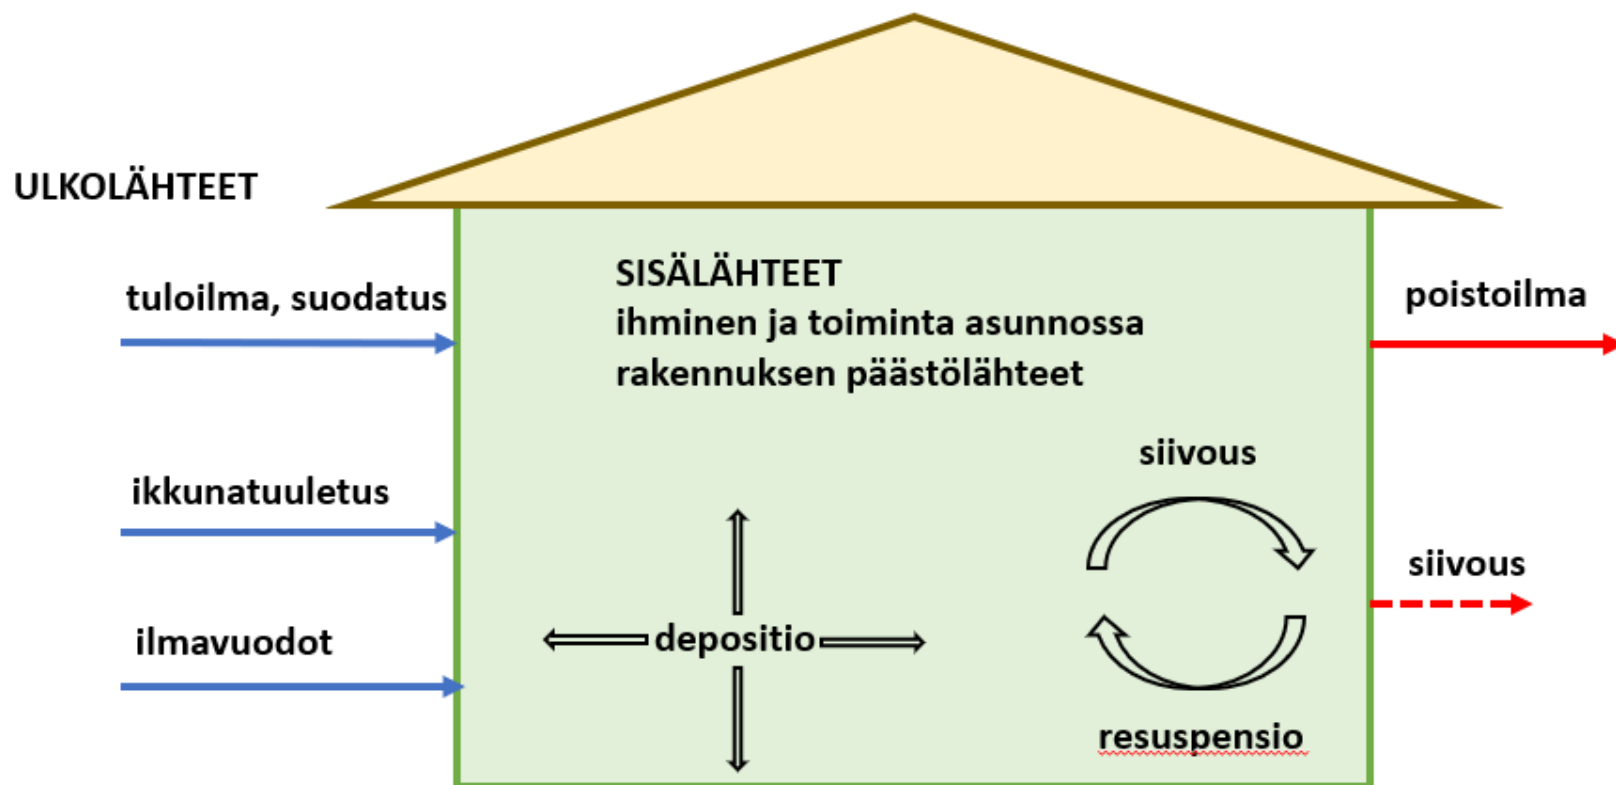 ULKOLÄHTEET
tuloilma, suodatus
ikkunatuuletus
ilmavuodot
SISÄLÄHTEET
ihminen ja toiminta asunnossa
rakennuksen päästölähteet
depositio
siivous
resuspensio
poistoilma
siivous